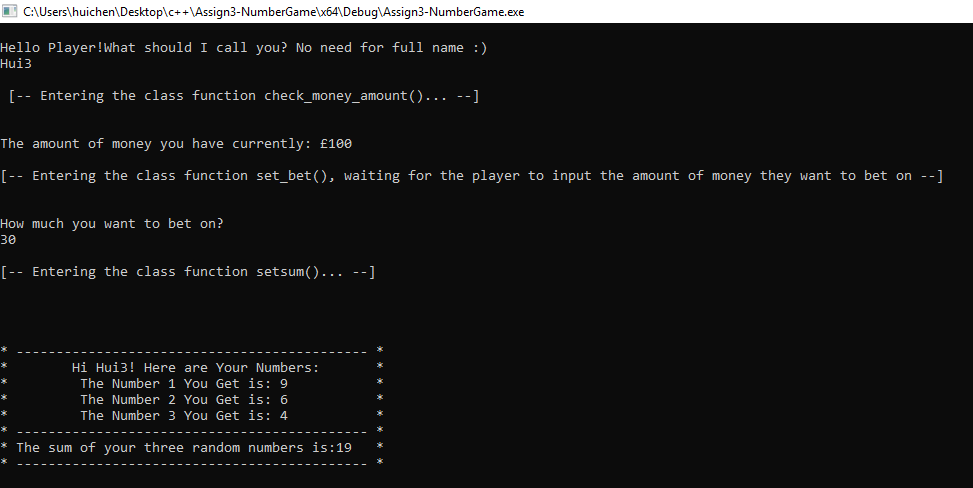 C:\Users\huichen\Desktop\c++\Assign3-NumberGame\x64\Debug\Assign3-NumberGame.exe
Hello Player!What should I call you? No need for full name :)
Hui3
[-- Entering the class function check_money_amount()... --]
The amount of money you have currently: £100
[-- Entering the class function set_bet(), waiting for the player to input the amount of money they want to bet on --]
How much you want to bet on?
30
[-- Entering the class function setsum()... --]
* -------------------------------------------- *
* Hi Hui3! Here are Your Numbers: *
* The Number 1 You Get is: 9 *
* The Number 2 You Get is: 6 *
* The Number 3 You Get is: 4 *
* -------------------------------------------- *
* The sum of your three random numbers is:19 *
* -------------------------------------------- *